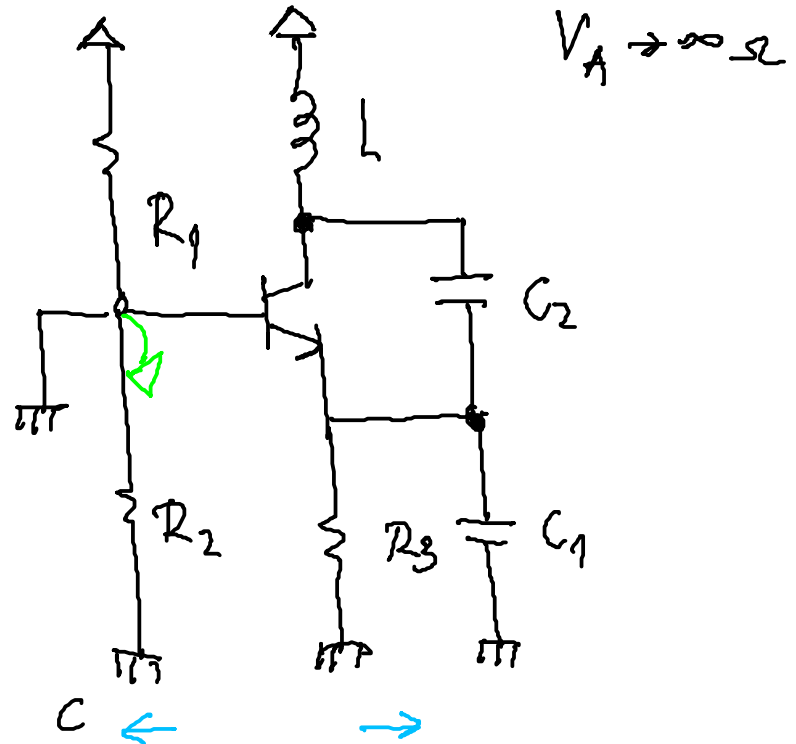 V_A → ∞ Ω
L
R₁
C₂
R₂
R₃
C₁
C ← →